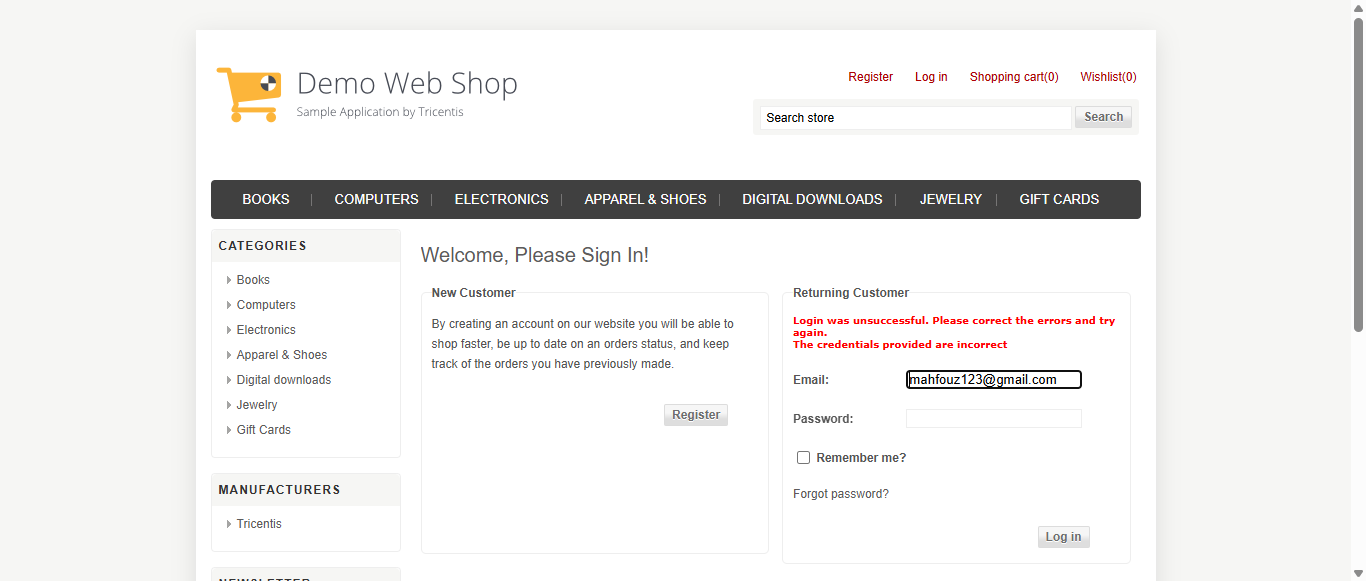 Demo Web Shop
Sample Application by Tricentis
Register
Log in
Shopping cart(0)
Wishlist(0)
Search store
Search
BOOKS
COMPUTERS
ELECTRONICS
APPAREL & SHOES
DIGITAL DOWNLOADS
JEWELRY
GIFT CARDS
CATEGORIES
Books
Computers
Electronics
Apparel & Shoes
Digital downloads
Jewelry
Gift Cards
MANUFACTURERS
Tricentis
NEWSLETTER
Welcome, Please Sign In!
New Customer
By creating an account on our website you will be able to
shop faster, be up to date on an orders status, and keep
track of the orders you have previously made.
Register
Returning Customer
Login was unsuccessful. Please correct the errors and try
again.
The credentials provided are incorrect
Email:
mahfouz123@gmail.com
Password:
Remember me?
Forgot password?
Log in